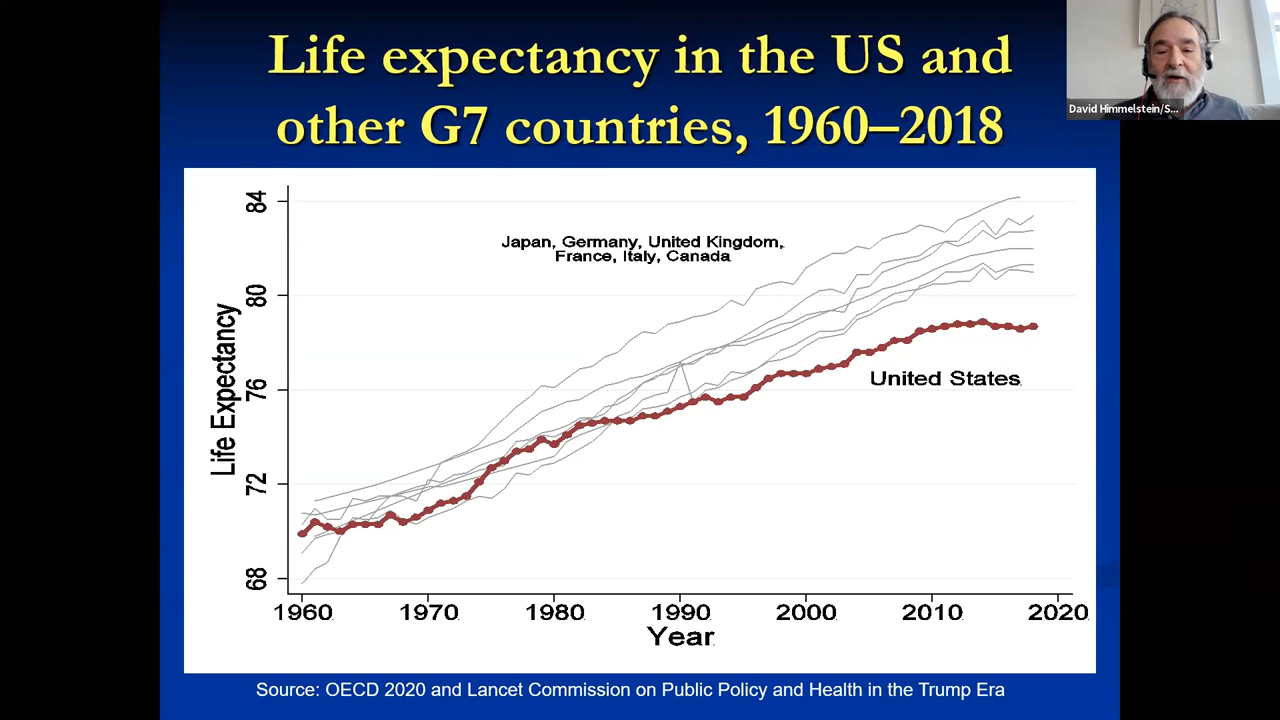 Life expectancy in the US and
other G7 countries, 1960–2018
David Himmelstein/S...
84
80
76
72
68
Life Expectancy
Japan, Germany, United Kingdom,
France, Italy, Canada
United States
1960
1970
1980
1990
2000
2010
2020
Year
Source: OECD 2020 and Lancet Commission on Public Policy and Health in the Trump Era